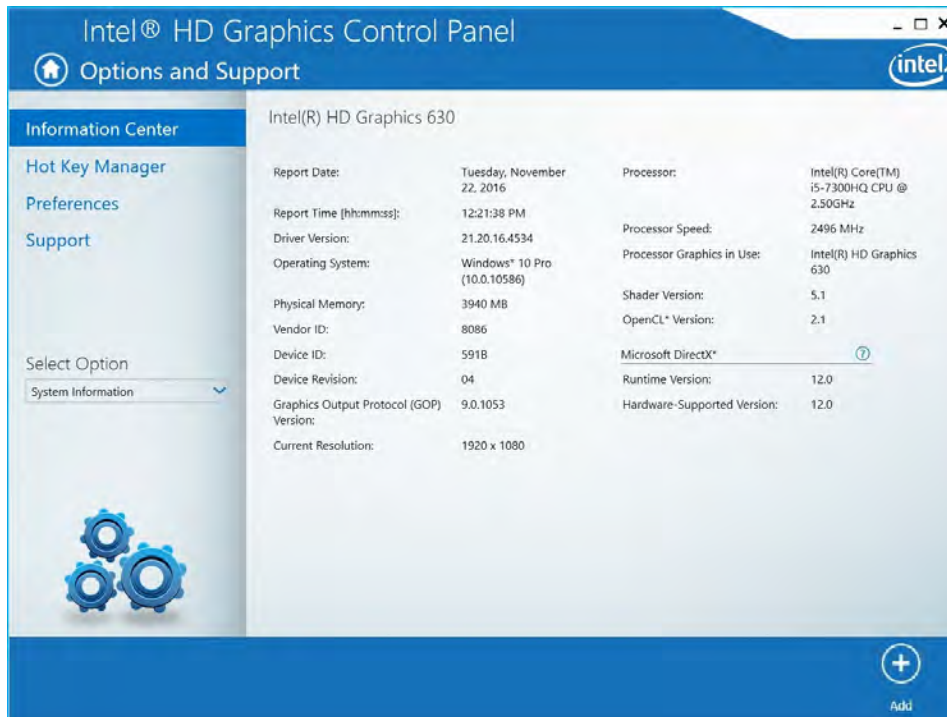 Intel® HD Graphics Control Panel
Options and Support
intel
Information Center
Hot Key Manager
Preferences
Support
Select Option
System Information
Intel(R) HD Graphics 630
Report Date:
Tuesday, November
22, 2016
Report Time [hh:mm:ss]:
12:21:38 PM
Driver Version:
21.20.16.4534
Operating System:
Windows* 10 Pro
(10.0.10586)
Physical Memory:
3940 MB
Vendor ID:
8086
Device ID:
591B
Device Revision:
04
Graphics Output Protocol (GOP)
Version:
9.0.1053
Current Resolution:
1920 x 1080
Processor:
Intel(R) Core(TM)
i5-7300HQ CPU @
2.50GHz
Processor Speed:
2496 MHz
Processor Graphics in Use:
Intel(R) HD Graphics
630
Shader Version:
5.1
OpenCL* Version:
2.1
Microsoft DirectX*
Runtime Version:
12.0
Hardware-Supported Version:
12.0
Add